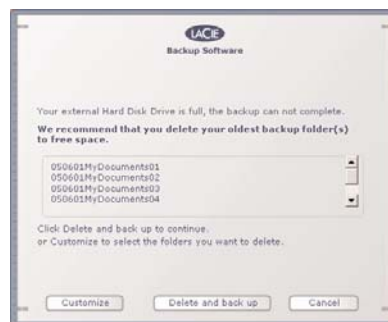 LACIE
Backup Software
Your external Hard Disk Drive is full, the backup can not complete.
We recommend that you delete your oldest backup folder(s)
to free space.
050601MyDocuments01
050601MyDocuments02
050601MyDocuments03
050601MyDocuments04
Click Delete and back up to continue.
or Customize to select the folders you want to delete.
Customize
Delete and back up
Cancel